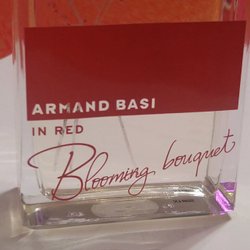 ARMAND BASI
IN RED
Blooming bouquet